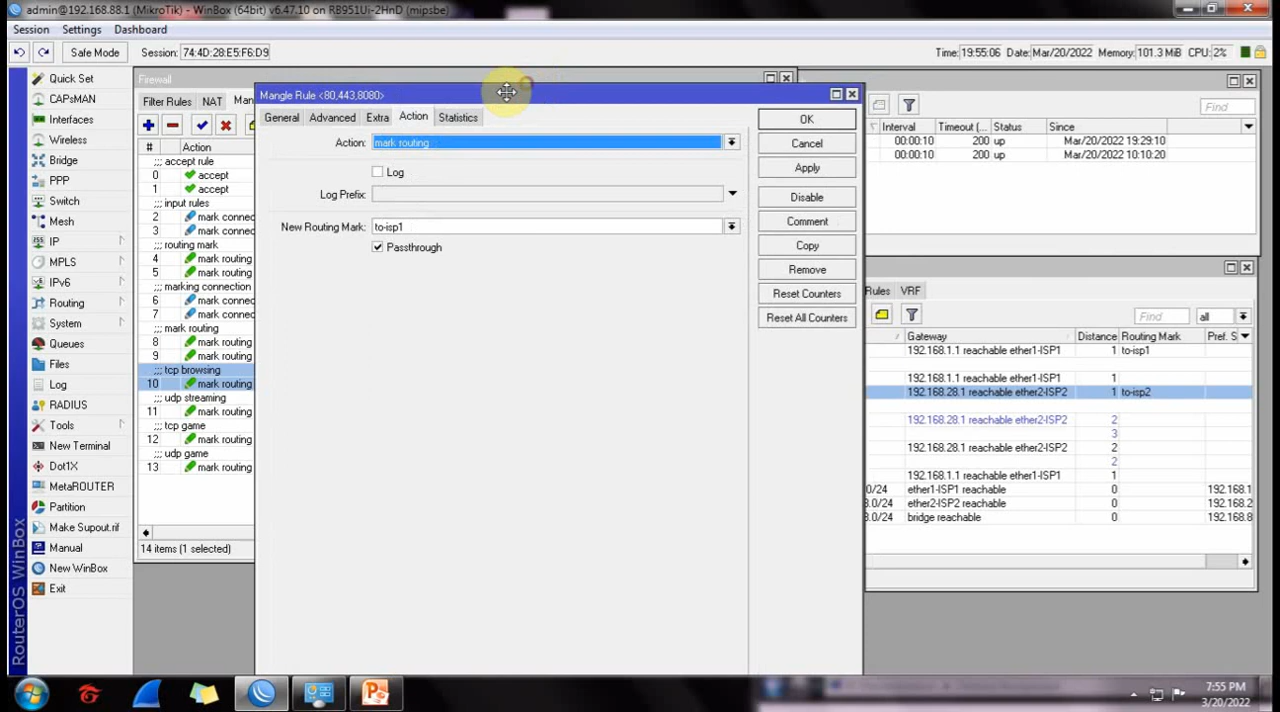 admin@192.168.88.1 (MikroTik) - WinBox (64bit) v6.47.10 on RB951Ui-2HnD (mipsbe)
Session Settings Dashboard
Safe Mode Session: 74:4D:28:E5:F6:D9 Time: 19:55:06 Date: Mar/20/2022 Memory: 101.3 MiB CPU: 2%
Quick Set
CAPsMAN
Interfaces
Wireless
Bridge
PPP
Switch
Mesh
IP
MPLS
IPv6
Routing
System
Queues
Files
Log
RADIUS
Tools
New Terminal
Dot1X
MetaROUTER
Partition
Make Supout.rif
Manual
New WinBox
Exit
RouterOS WinBox
Firewall
Filter Rules NAT
# Action
;;; accept rule
0 accept
1 accept
;;; input rules
2 mark connec
3 mark connec
;;; routing mark
4 mark routing
5 mark routing
;;; marking connection
6 mark connec
7 mark connec
;;; mark routing
8 mark routing
9 mark routing
;;; tcp browsing
10 mark routing
;;; udp streaming
11 mark routing
;;; tcp game
12 mark routing
;;; udp game
13 mark routing
14 items (1 selected)
Mangle Rule <80,443,8080>
General Advanced Extra Action Statistics
Action: mark routing
Log
Log Prefix:
New Routing Mark: to-isp1
Passthrough
OK
Cancel
Apply
Disable
Comment
Copy
Remove
Reset Counters
Reset All Counters
Find
Interval Timeout (... Status Since
00:00:10 200 up Mar/20/2022 19:29:10
00:00:10 200 up Mar/20/2022 10:10:20
Rules VRF
Find all
Gateway Distance Routing Mark Pref. S
192.168.1.1 reachable ether1-ISP1 1 to-isp1
192.168.1.1 reachable ether1-ISP1 1
192.168.28.1 reachable ether2-ISP2 1 to-isp2
192.168.28.1 reachable ether2-ISP2 2
3
192.168.28.1 reachable ether2-ISP2 2
2
192.168.1.1 reachable ether1-ISP1 1
0/24 ether1-ISP1 reachable 0 192.168.1
8.0/24 ether2-ISP2 reachable 0 192.168.2
8.0/24 bridge reachable 0 192.168.8
7:55 PM
3/20/2022